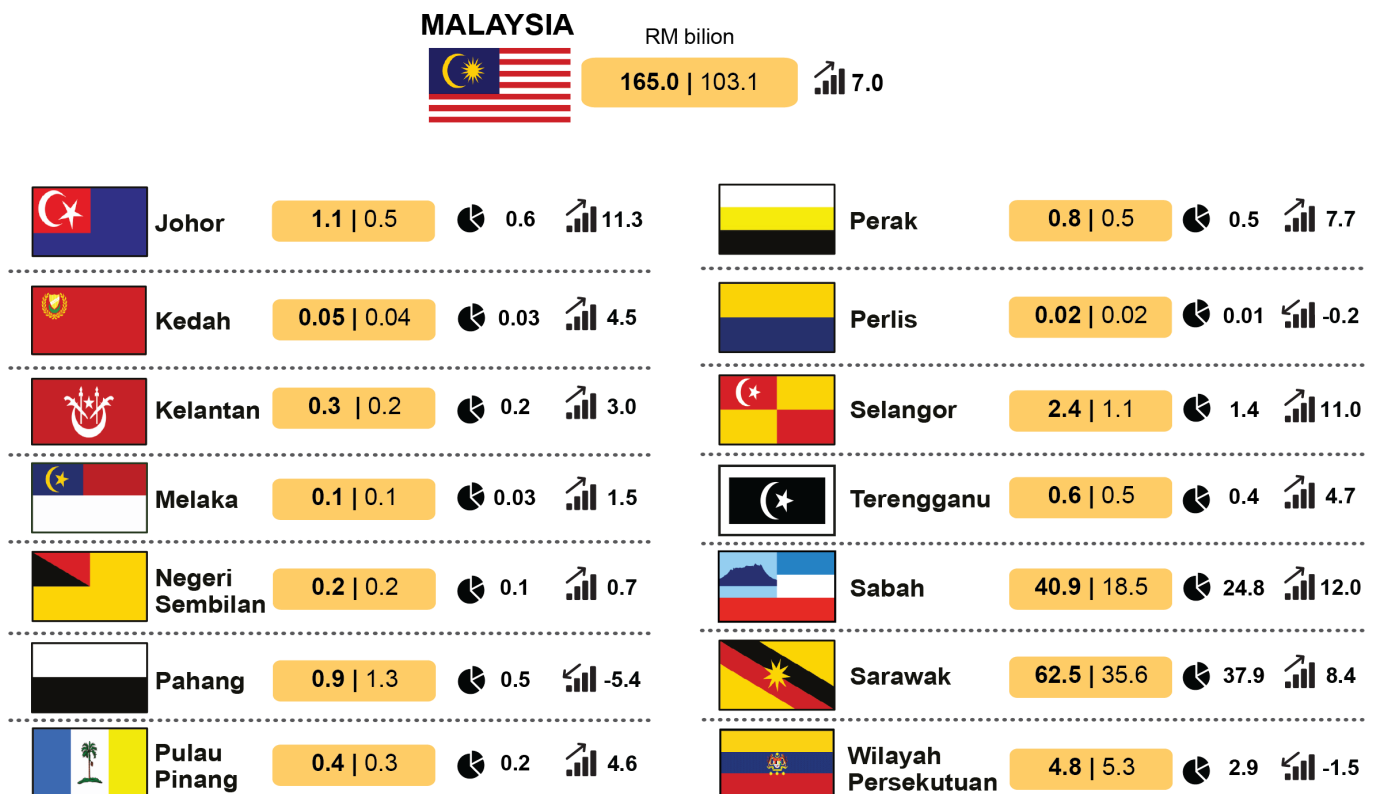 MALAYSIA
RM bilion
165.0 | 103.1
7.0
Johor
1.1 | 0.5
0.6
11.3
Kedah
0.05 | 0.04
0.03
4.5
Kelantan
0.3 | 0.2
0.2
3.0
Melaka
0.1 | 0.1
0.03
1.5
Negeri
Sembilan
0.2 | 0.2
0.1
0.7
Pahang
0.9 | 1.3
0.5
-5.4
Pulau
Pinang
0.4 | 0.3
0.2
4.6
Perak
0.8 | 0.5
0.5
7.7
Perlis
0.02 | 0.02
0.01
-0.2
Selangor
2.4 | 1.1
1.4
11.0
Terengganu
0.6 | 0.5
0.4
4.7
Sabah
40.9 | 18.5
24.8
12.0
Sarawak
62.5 | 35.6
37.9
8.4
Wilayah
Persekutuan
4.8 | 5.3
2.9
-1.5